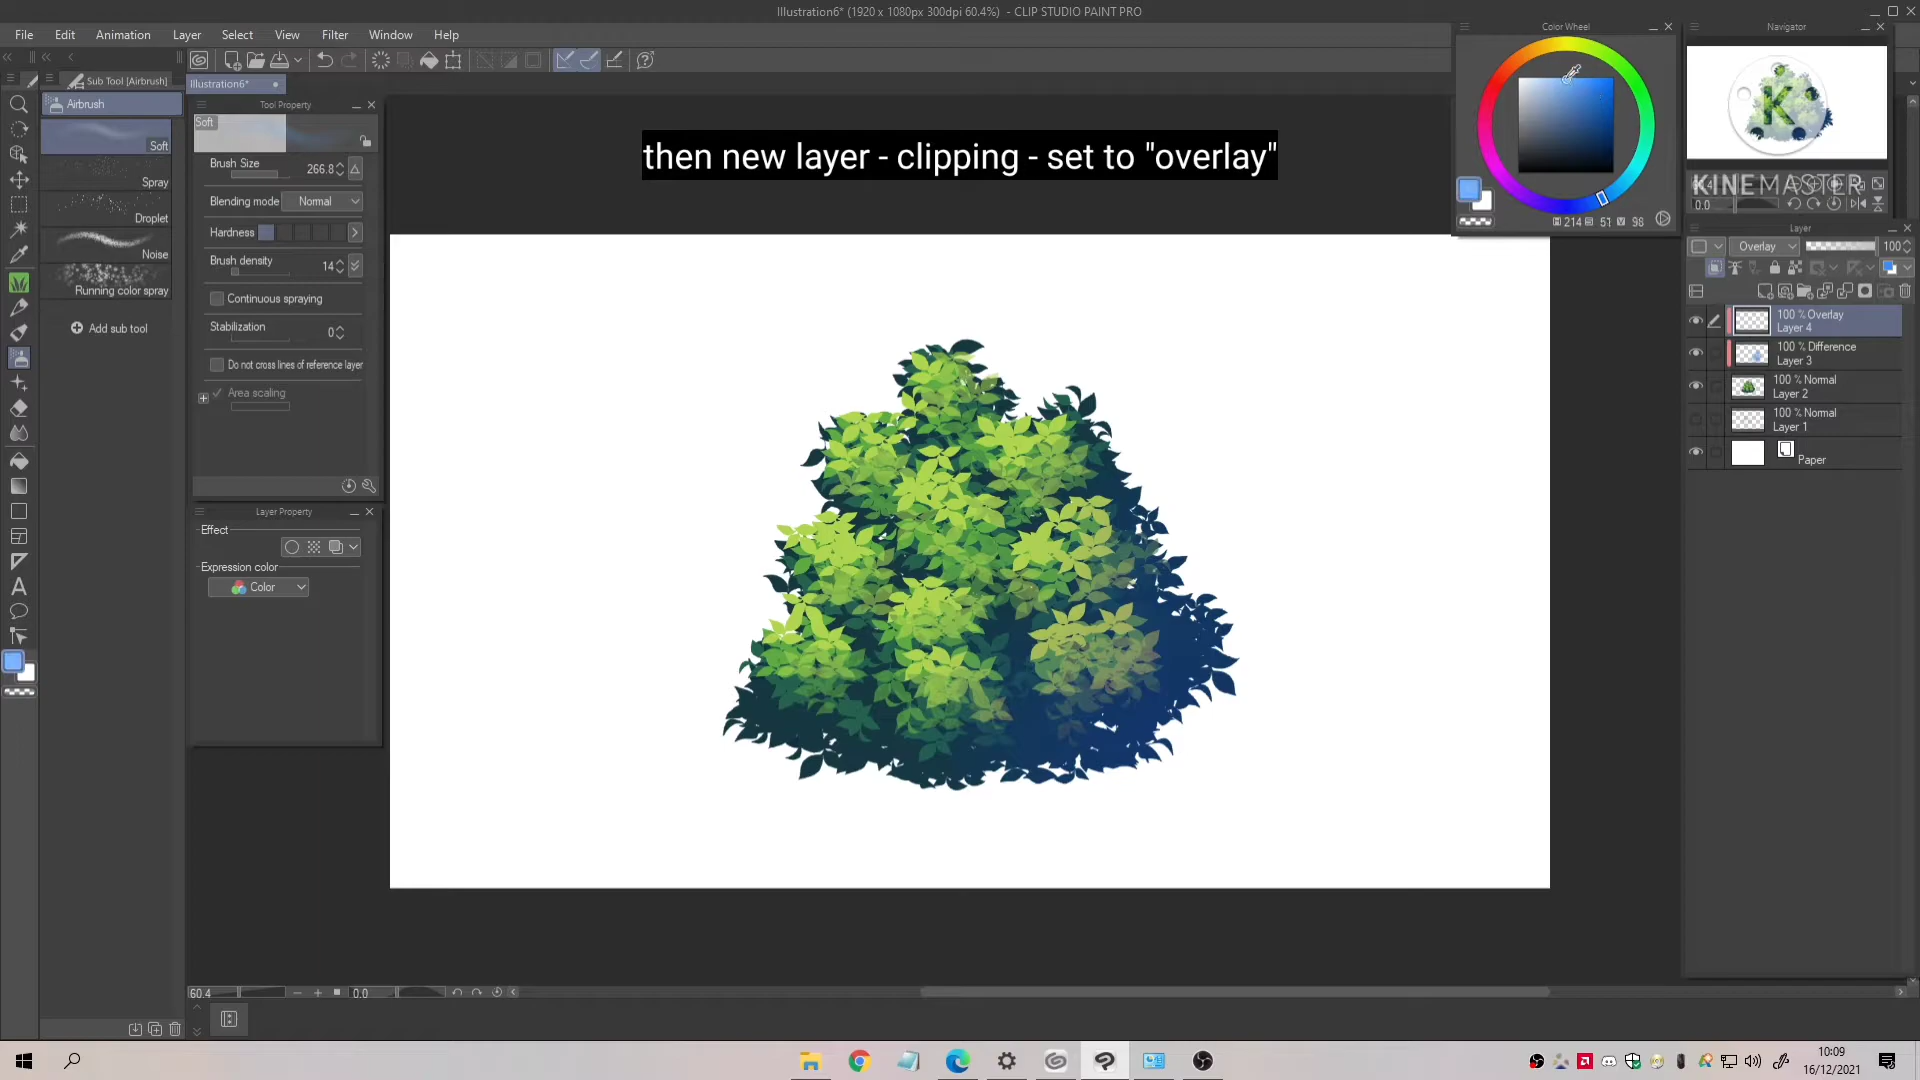 Illustration6* (1920 x 1080px 300dpi 60.4%)  - CLIP STUDIO PAINT PRO
File Edit Animation Layer Select View Filter Window Help
Color Wheel
Navigator
Sub Tool [Airbrush]
Illustration6*
Airbrush
Tool Property
Soft
Soft
Spray
Droplet
Noise
Running color spray
Add sub tool
Brush Size 266.8
Blending mode Normal
Hardness
Brush density 14
Continuous spraying
Stabilization 0
Do not cross lines of reference layer
Area scaling
then new layer - clipping - set to "overlay"
214 51 98
K
KINEMASTER
0.0
Layer
Overlay 100
100 % Overlay
Layer 4
100 % Difference
Layer 3
100 % Normal
Layer 2
100 % Normal
Layer 1
Paper
Layer Property
Effect
Expression color
Color
A
60.4 0.0
10:09
16/12/2021